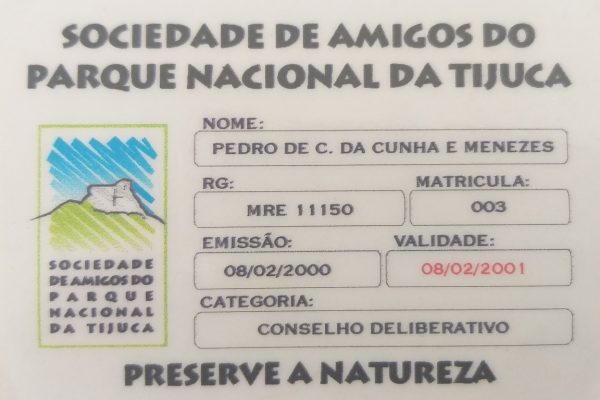 SOCIEDADE DE AMIGOS DO
PARQUE NACIONAL DA TIJUCA
NOME:
PEDRO DE C. DA CUNHA E MENEZES
RG:
MRE 11150
MATRICULA:
003
EMISSÃO:
08/02/2000
VALIDADE:
08/02/2001
CATEGORIA:
CONSELHO DELIBERATIVO
SOCIEDADE
DE AMIGOS DO
PARQUE
NACIONAL
DA TIJUCA
PRESERVE A NATUREZA